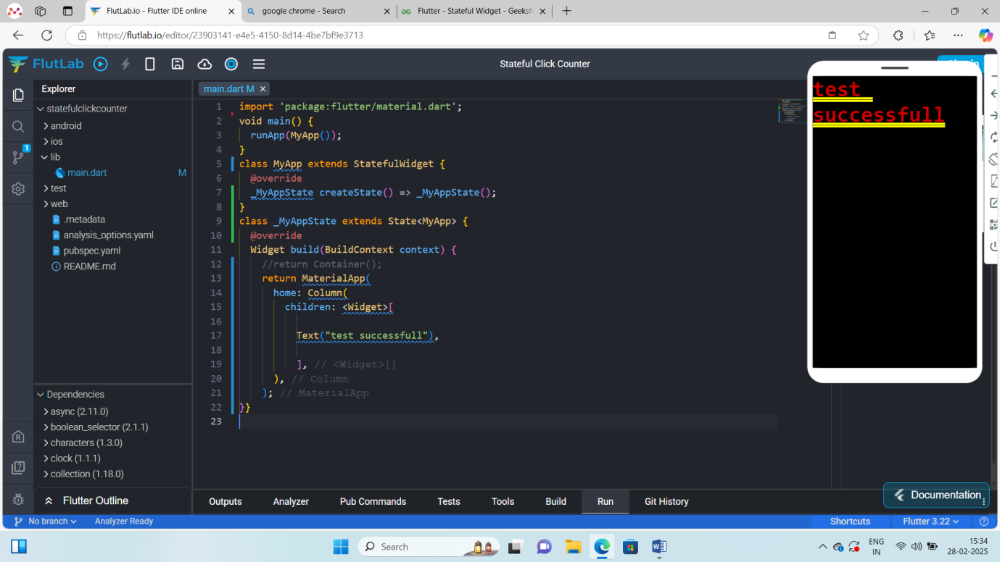 FlutLab.io - Flutter IDE online
google chrome - Search
Flutter - Stateful Widget - Geeksf
https://flutlab.io/editor/23903141-e4e5-4150-8d14-4be7bf9e3713
FlutLab
Stateful Click Counter
Explorer
statefulclickcounter
android
ios
lib
main.dart M
test
web
.metadata
analysis_options.yaml
pubspec.yaml
README.md
1
Dependencies
async (2.11.0)
boolean_selector (2.1.1)
characters (1.3.0)
clock (1.1.1)
collection (1.18.0)
Flutter Outline
main.dart M
1 import 'package:flutter/material.dart';
2 void main() {
3 runApp(MyApp());
4 }
5 class MyApp extends StatefulWidget {
6 @override
7 _MyAppState createState() => _MyAppState();
8 }
9 class _MyAppState extends State<MyApp> {
10 @override
11 Widget build(BuildContext context) {
12 //return Container();
13 return MaterialApp(
14 home: Column(
15 children: <Widget>[
16
17 Text("test successfull"),
18
19 ], // <Widget>[]
20 ), // Column
21 ); // MaterialApp
22 }}
23
test
successfull
Outputs Analyzer Pub Commands Tests Tools Build Run Git History
Documentation
No branch Analyzer Ready Shortcuts Flutter 3.22
Search
ENG
IN
15:34
28-02-2025